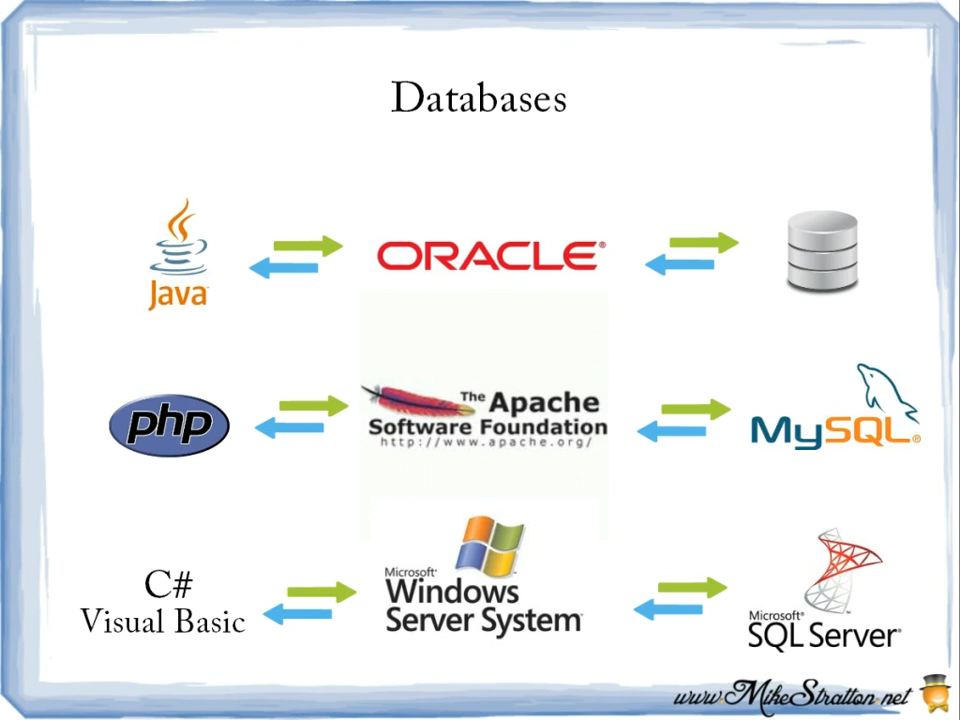 Databases
Java
ORACLE®
php
The Apache
Software Foundation
http://www.apache.org/
MySQL®
C#
Visual Basic
Microsoft®
Windows
Server System™
Microsoft®
SQL Server®
www.MikeStratton.net